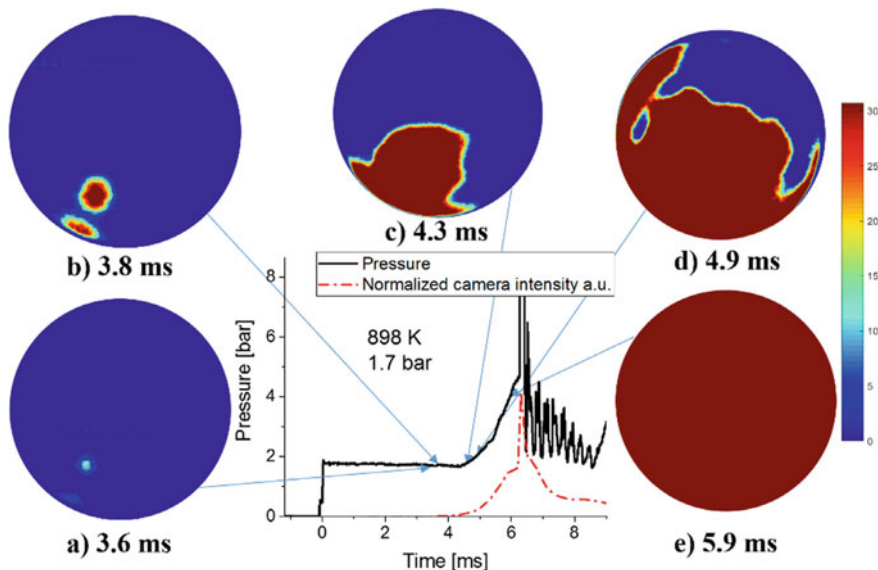 b) 3.8 ms
c) 4.3 ms
d) 4.9 ms
a) 3.6 ms
e) 5.9 ms
Pressure
Normalized camera intensity a.u.
898 K
1.7 bar
Pressure [bar]
8
6
4
2
0
0
2
4
6
8
Time [ms]
30
25
20
15
10
5
0